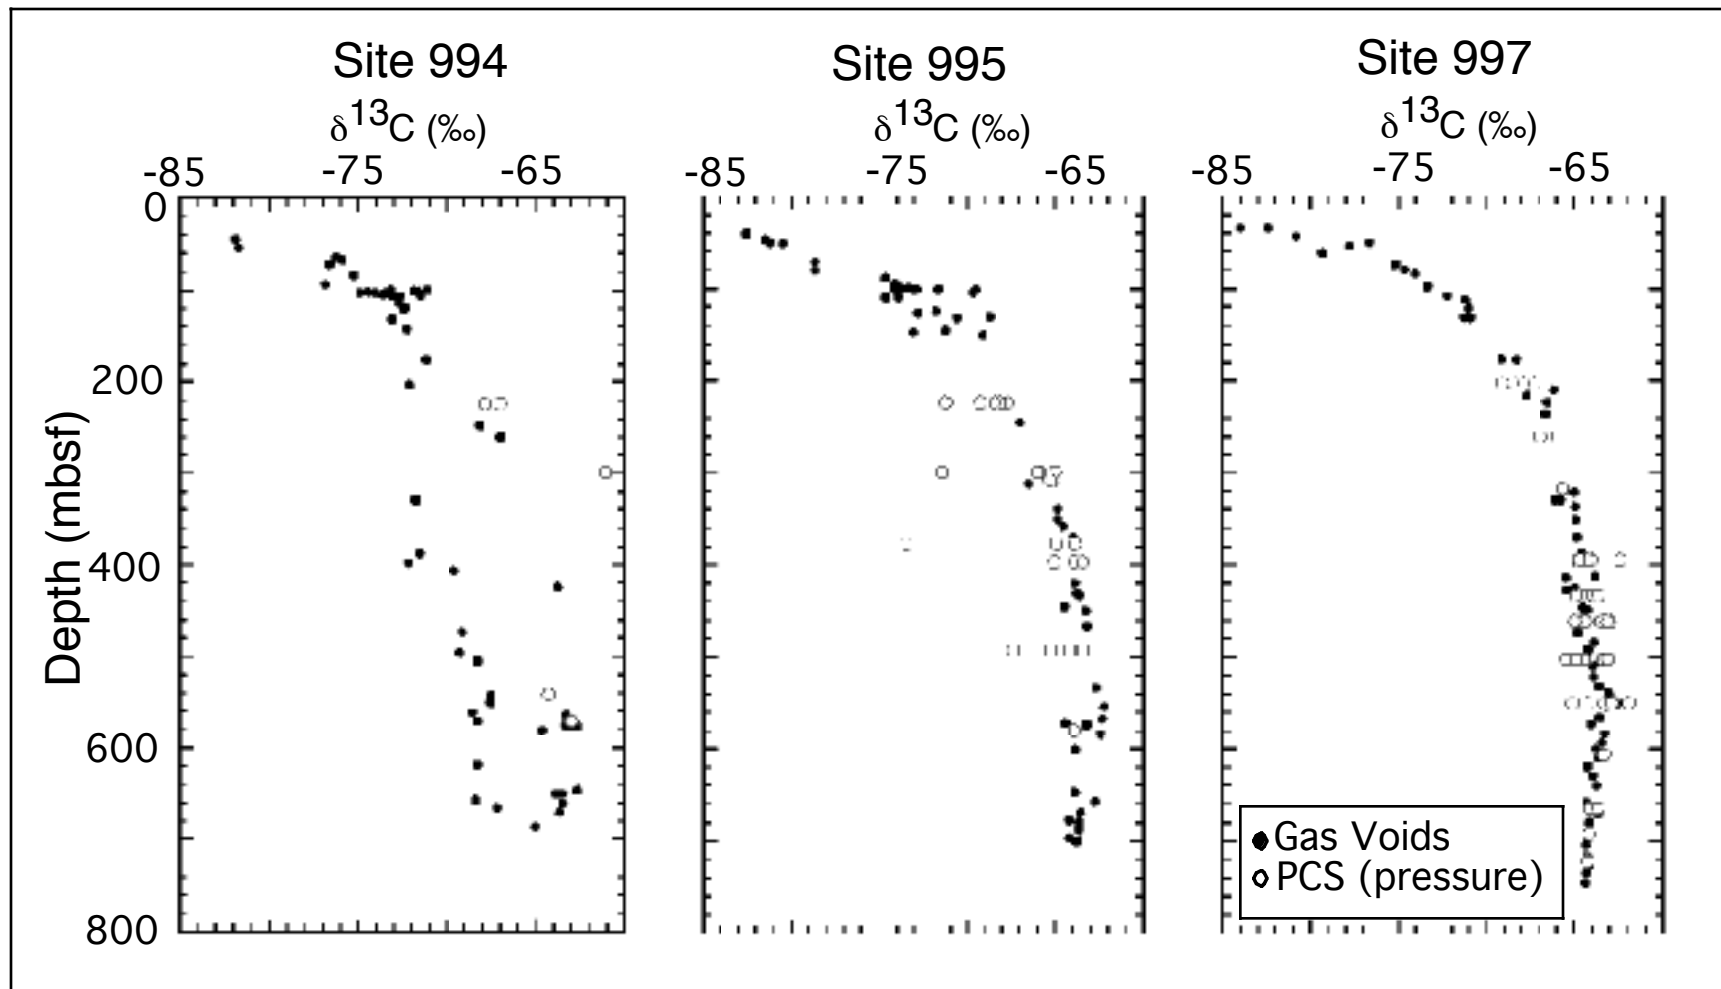 Site 994 Site 995 Site 997
δ13C (‰) δ13C (‰) δ13C (‰)
-85 -75 -65 -85 -75 -65 -85 -75 -65
0
200
400
600
800
Depth (mbsf)
Gas Voids
PCS (pressure)